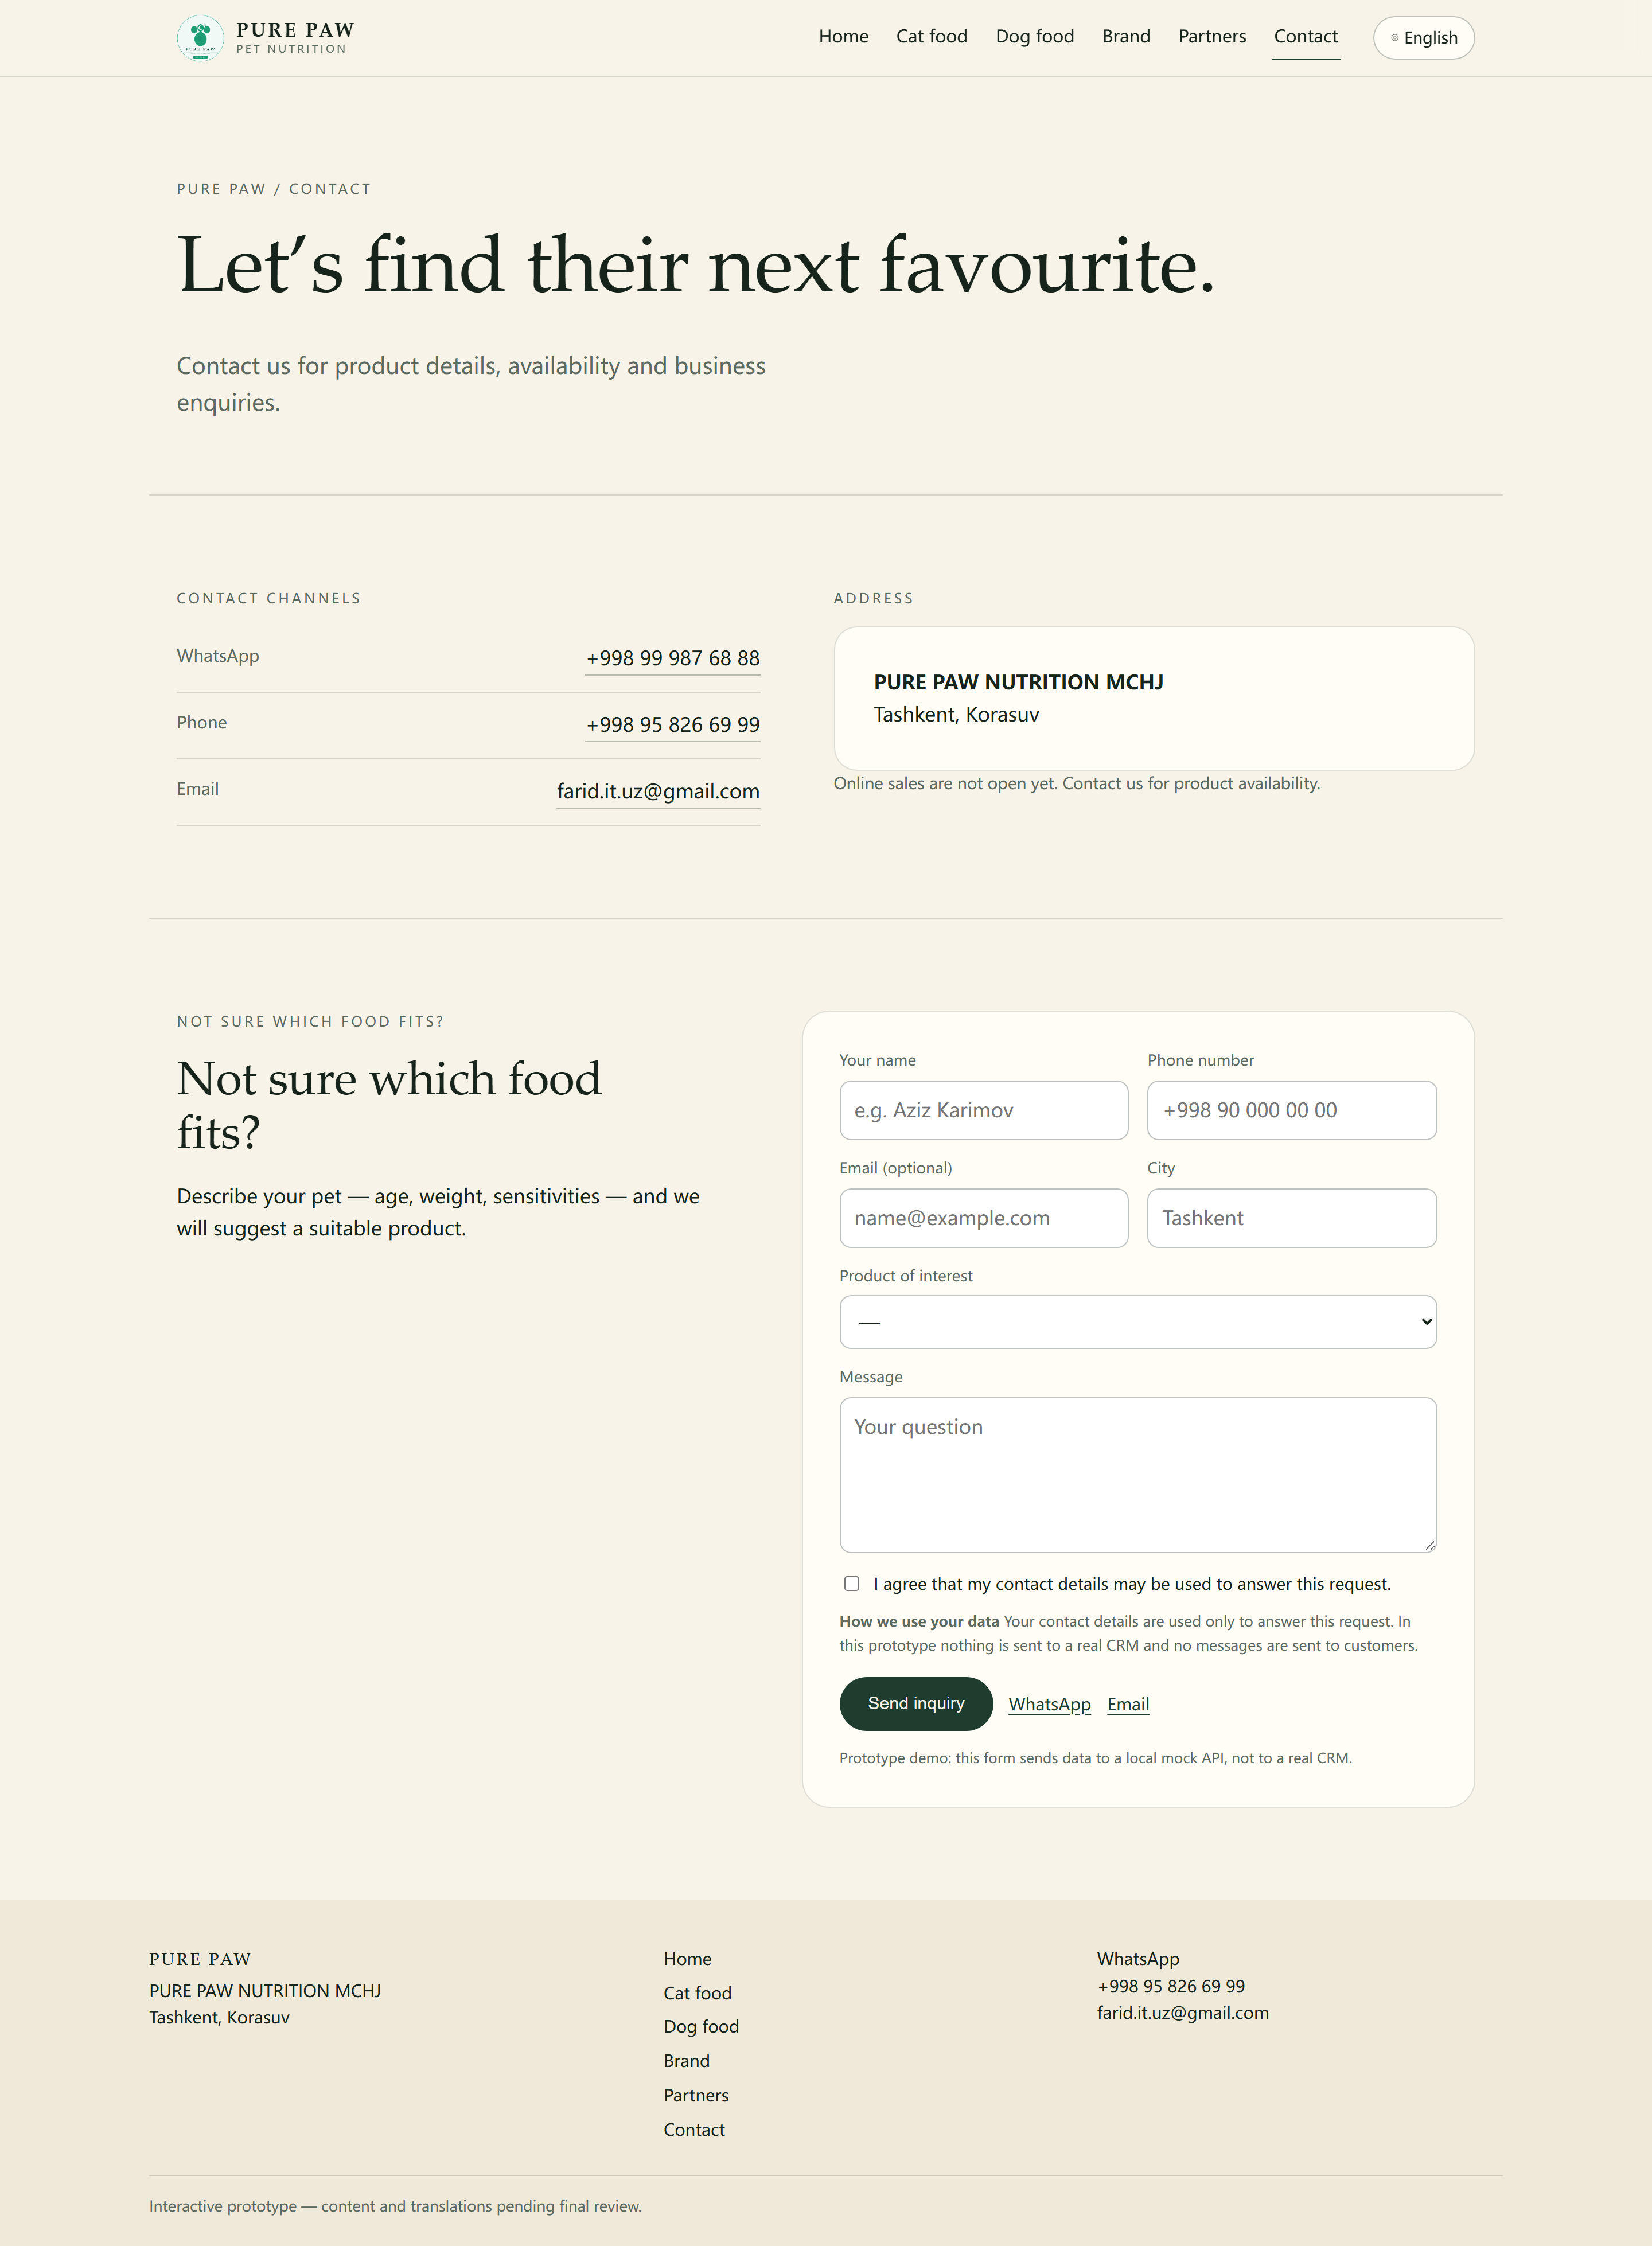 PURE PAW
PET NUTRITION
PURE PAW
Home
Cat food
Dog food
Brand
Partners
Contact
English
PURE PAW / CONTACT
Let’s find their next favourite.
Contact us for product details, availability and business
enquiries.
CONTACT CHANNELS
WhatsApp
+998 99 987 68 88
Phone
+998 95 826 69 99
Email
farid.it.uz@gmail.com
ADDRESS
PURE PAW NUTRITION MCHJ
Tashkent, Korasuv
Online sales are not open yet. Contact us for product availability.
NOT SURE WHICH FOOD FITS?
Not sure which food
fits?
Describe your pet — age, weight, sensitivities — and we
will suggest a suitable product.
Your name
e.g. Aziz Karimov
Phone number
+998 90 000 00 00
Email (optional)
name@example.com
City
Tashkent
Product of interest
—
Message
Your question
I agree that my contact details may be used to answer this request.
How we use your data Your contact details are used only to answer this request. In
this prototype nothing is sent to a real CRM and no messages are sent to customers.
Send inquiry
WhatsApp
Email
Prototype demo: this form sends data to a local mock API, not to a real CRM.
PURE PAW
PURE PAW NUTRITION MCHJ
Tashkent, Korasuv
Home
Cat food
Dog food
Brand
Partners
Contact
WhatsApp
+998 95 826 69 99
farid.it.uz@gmail.com
Interactive prototype — content and translations pending final review.